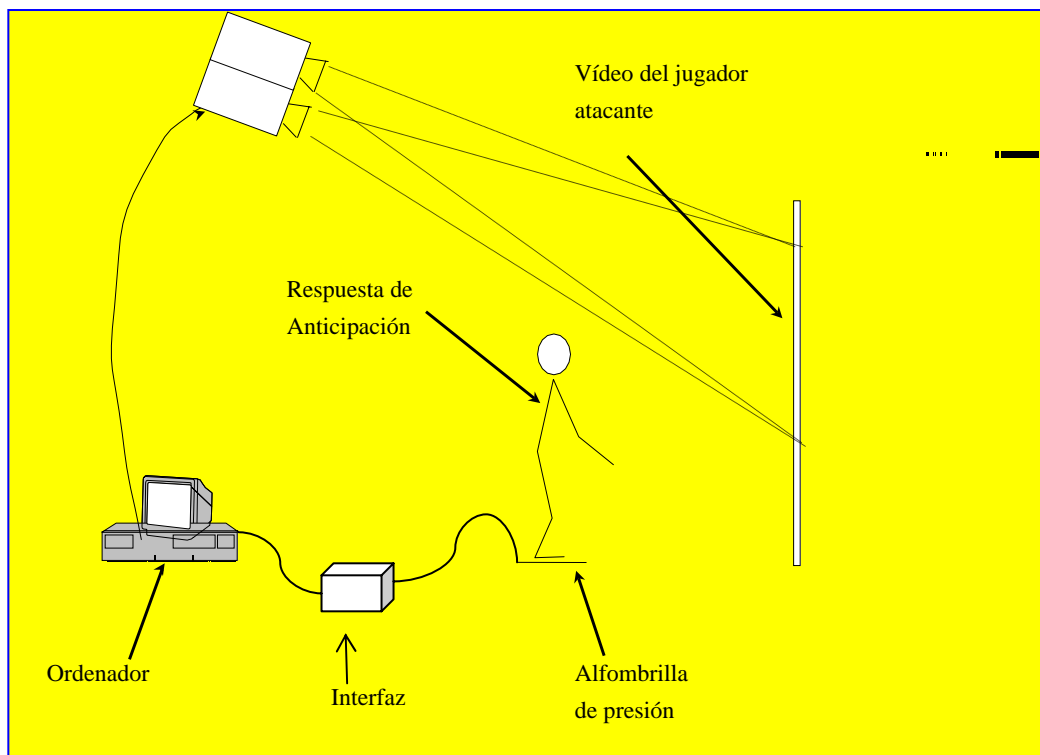 Vídeo del jugador
atacante
Respuesta de
Anticipación
Ordenador
Interfaz
Alfombrilla
de presión